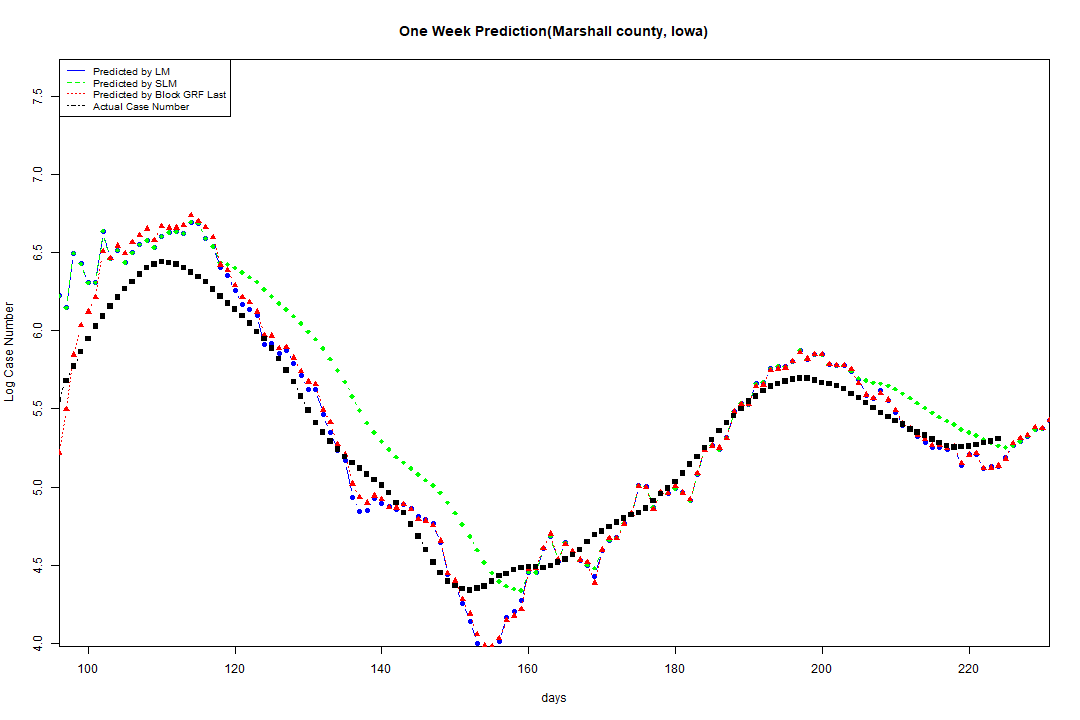 One Week Prediction(Marshall county, Iowa)
Predicted by LM
Predicted by SLM
Predicted by Block GRF Last
Actual Case Number
7.5
7.0
6.5
6.0
5.5
5.0
4.5
4.0
Log Case Number
100 120 140 160 180 200 220
days